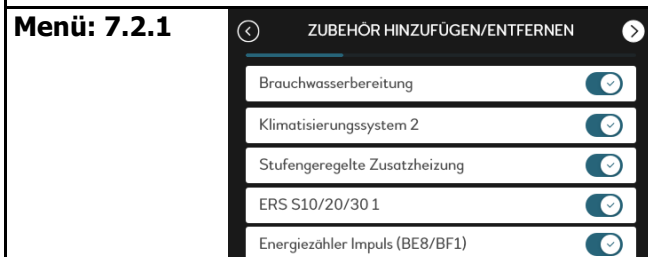 Menü: 7.2.1
ZUBEHÖR HINZUFÜGEN/ENTFERNEN
Brauchwasserbereitung
Klimatisierungssystem 2
Stufengeregelte Zusatzheizung
ERS S10/20/30 1
Energiezähler Impuls (BE8/BF1)